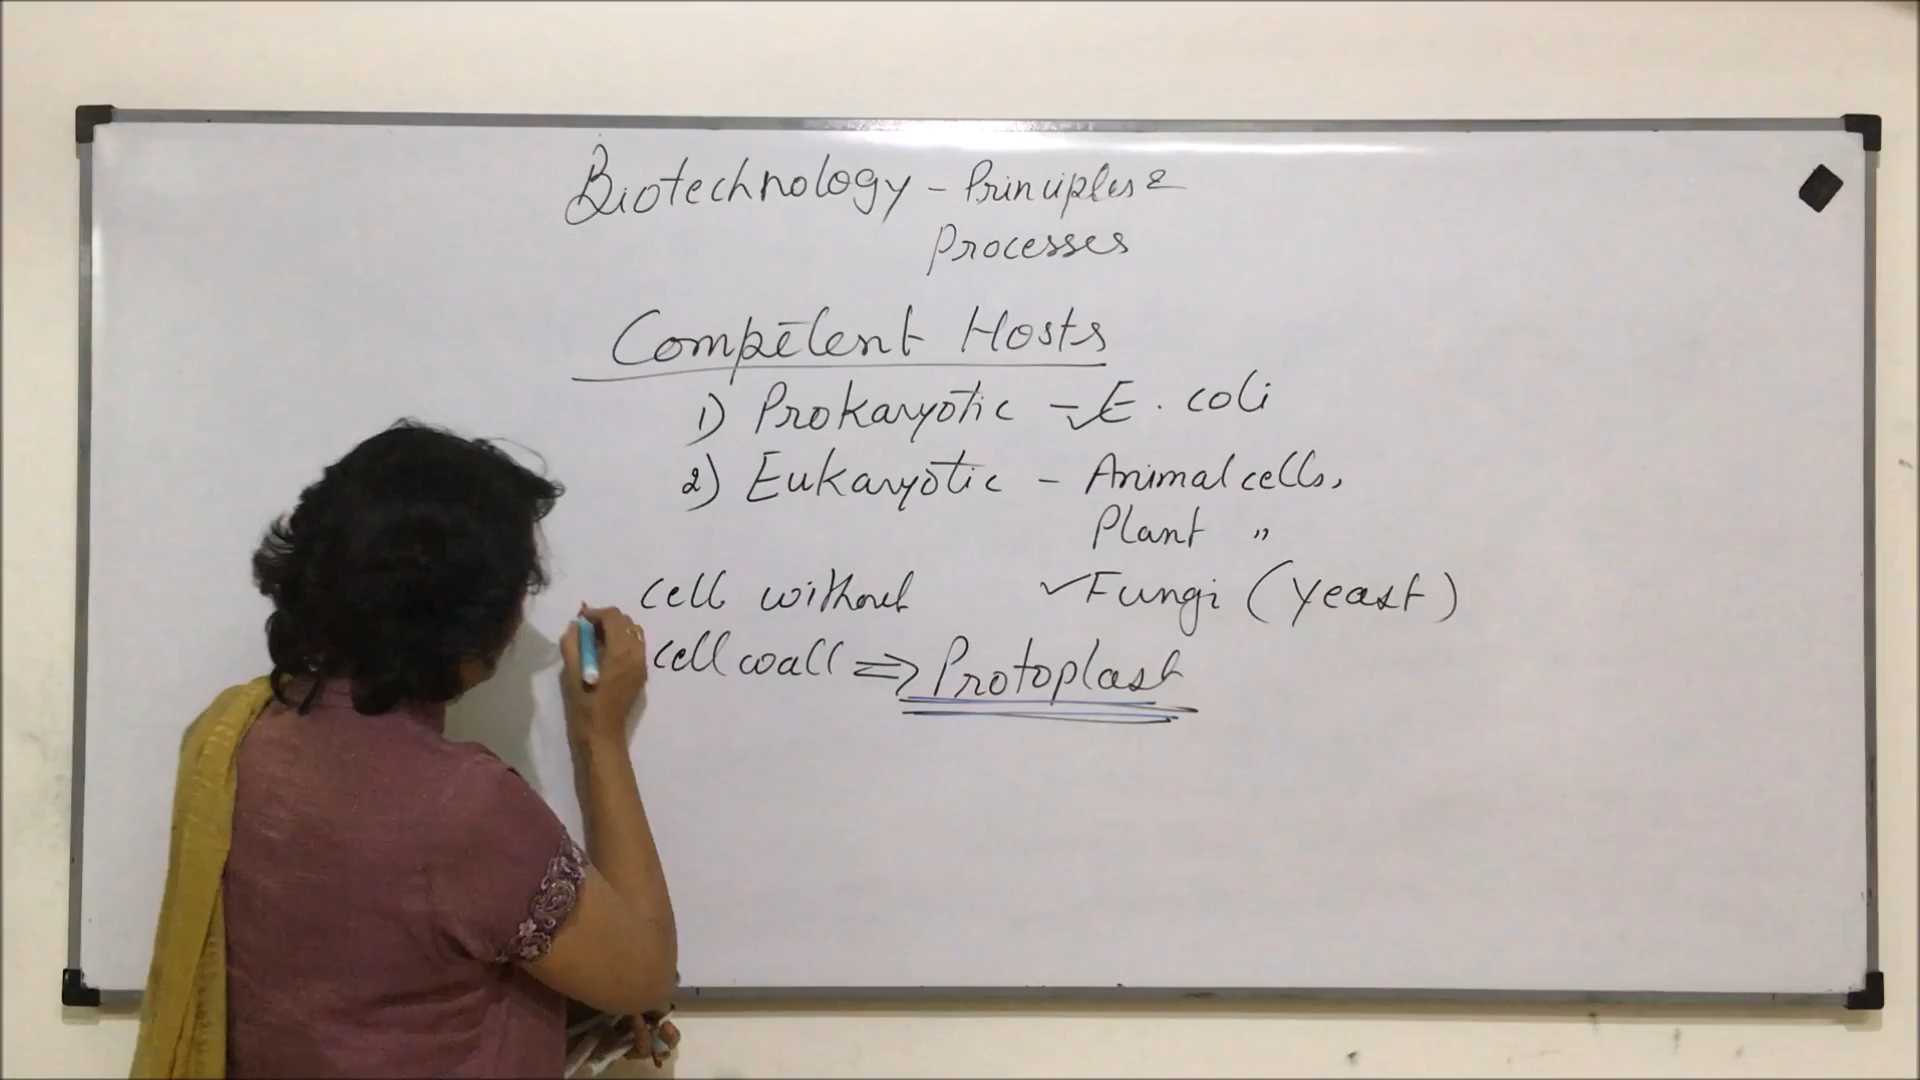 Biotechnology - Principles &
Processes
Competent Hosts
1) Prokaryotic - ✓E. coli
2) Eukaryotic - Animal cells,
Plant "
✓Fungi (Yeast)
cell without
cell wall ⇒ Protoplast